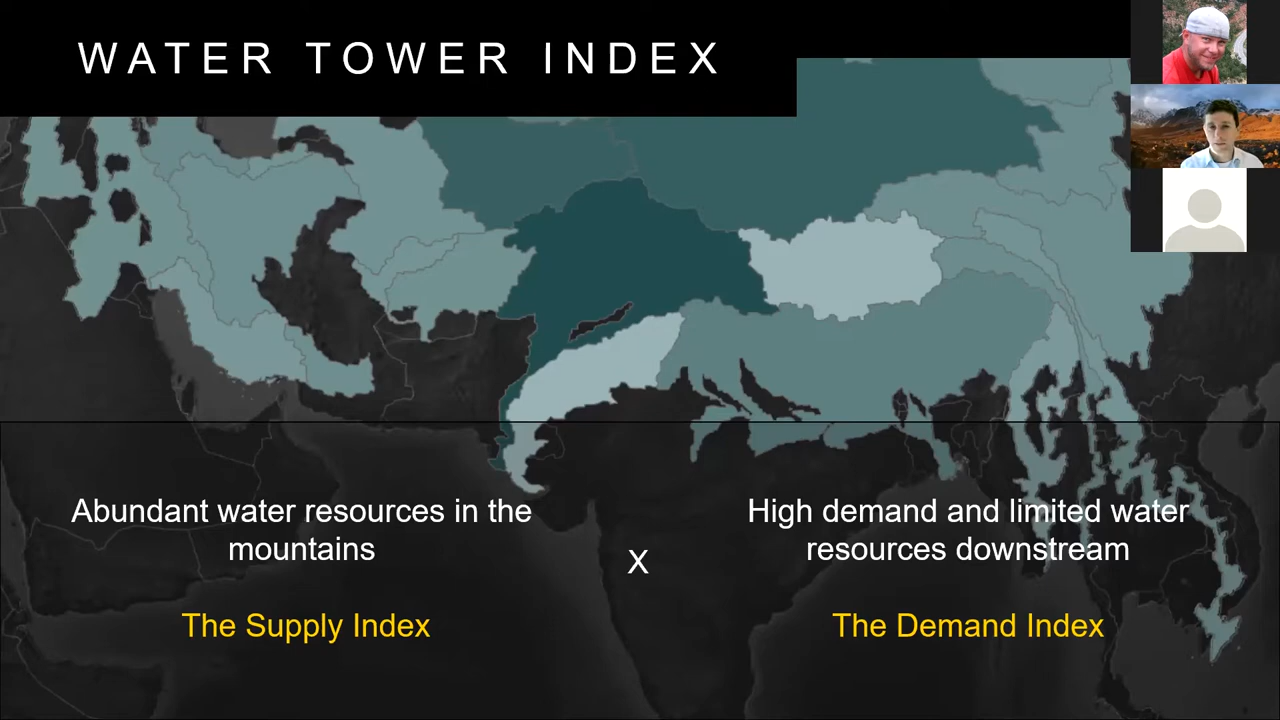 WATER TOWER INDEX
Abundant water resources in the
mountains
The Supply Index
X
High demand and limited water
resources downstream
The Demand Index